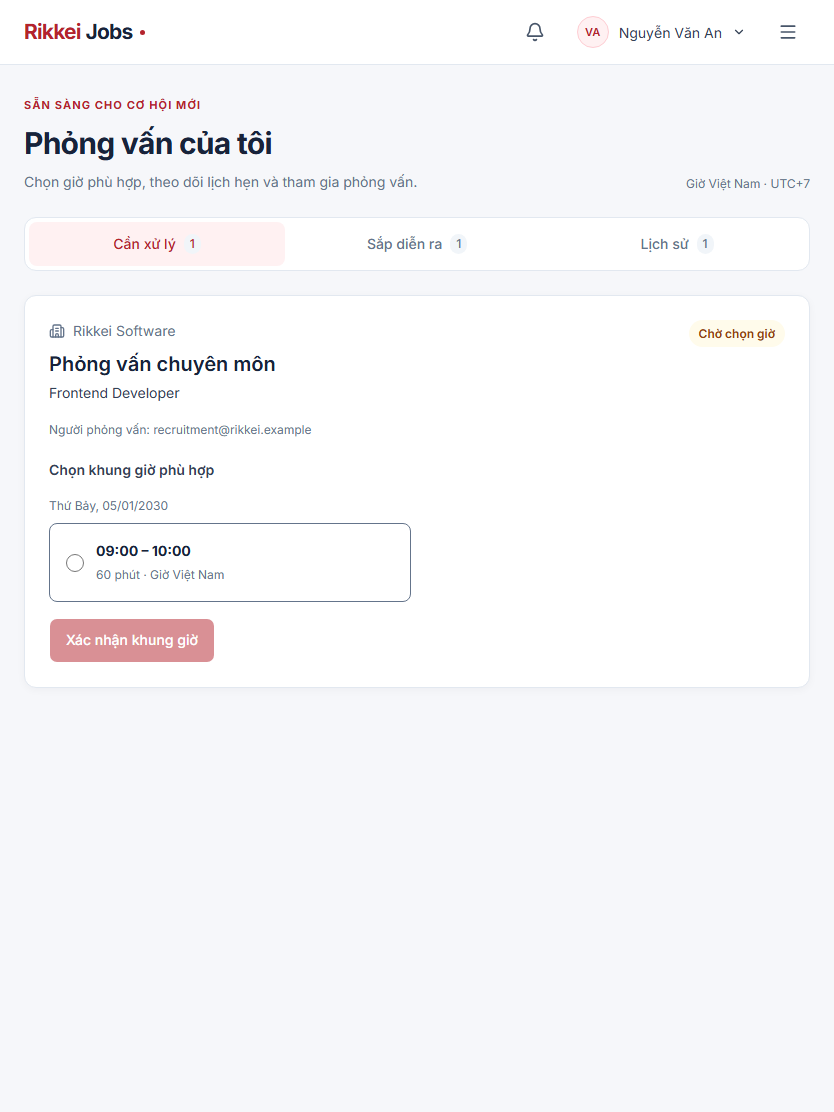 Rikkei Jobs
VA
Nguyễn Văn An
SẴN SÀNG CHO CƠ HỘI MỚI
Phỏng vấn của tôi
Chọn giờ phù hợp, theo dõi lịch hẹn và tham gia phỏng vấn.
Giờ Việt Nam · UTC+7
Cần xử lý 1
Sắp diễn ra 1
Lịch sử 1
Rikkei Software
Chờ chọn giờ
Phỏng vấn chuyên môn
Frontend Developer
Người phỏng vấn: recruitment@rikkei.example
Chọn khung giờ phù hợp
Thứ Bảy, 05/01/2030
09:00 – 10:00
60 phút · Giờ Việt Nam
Xác nhận khung giờ